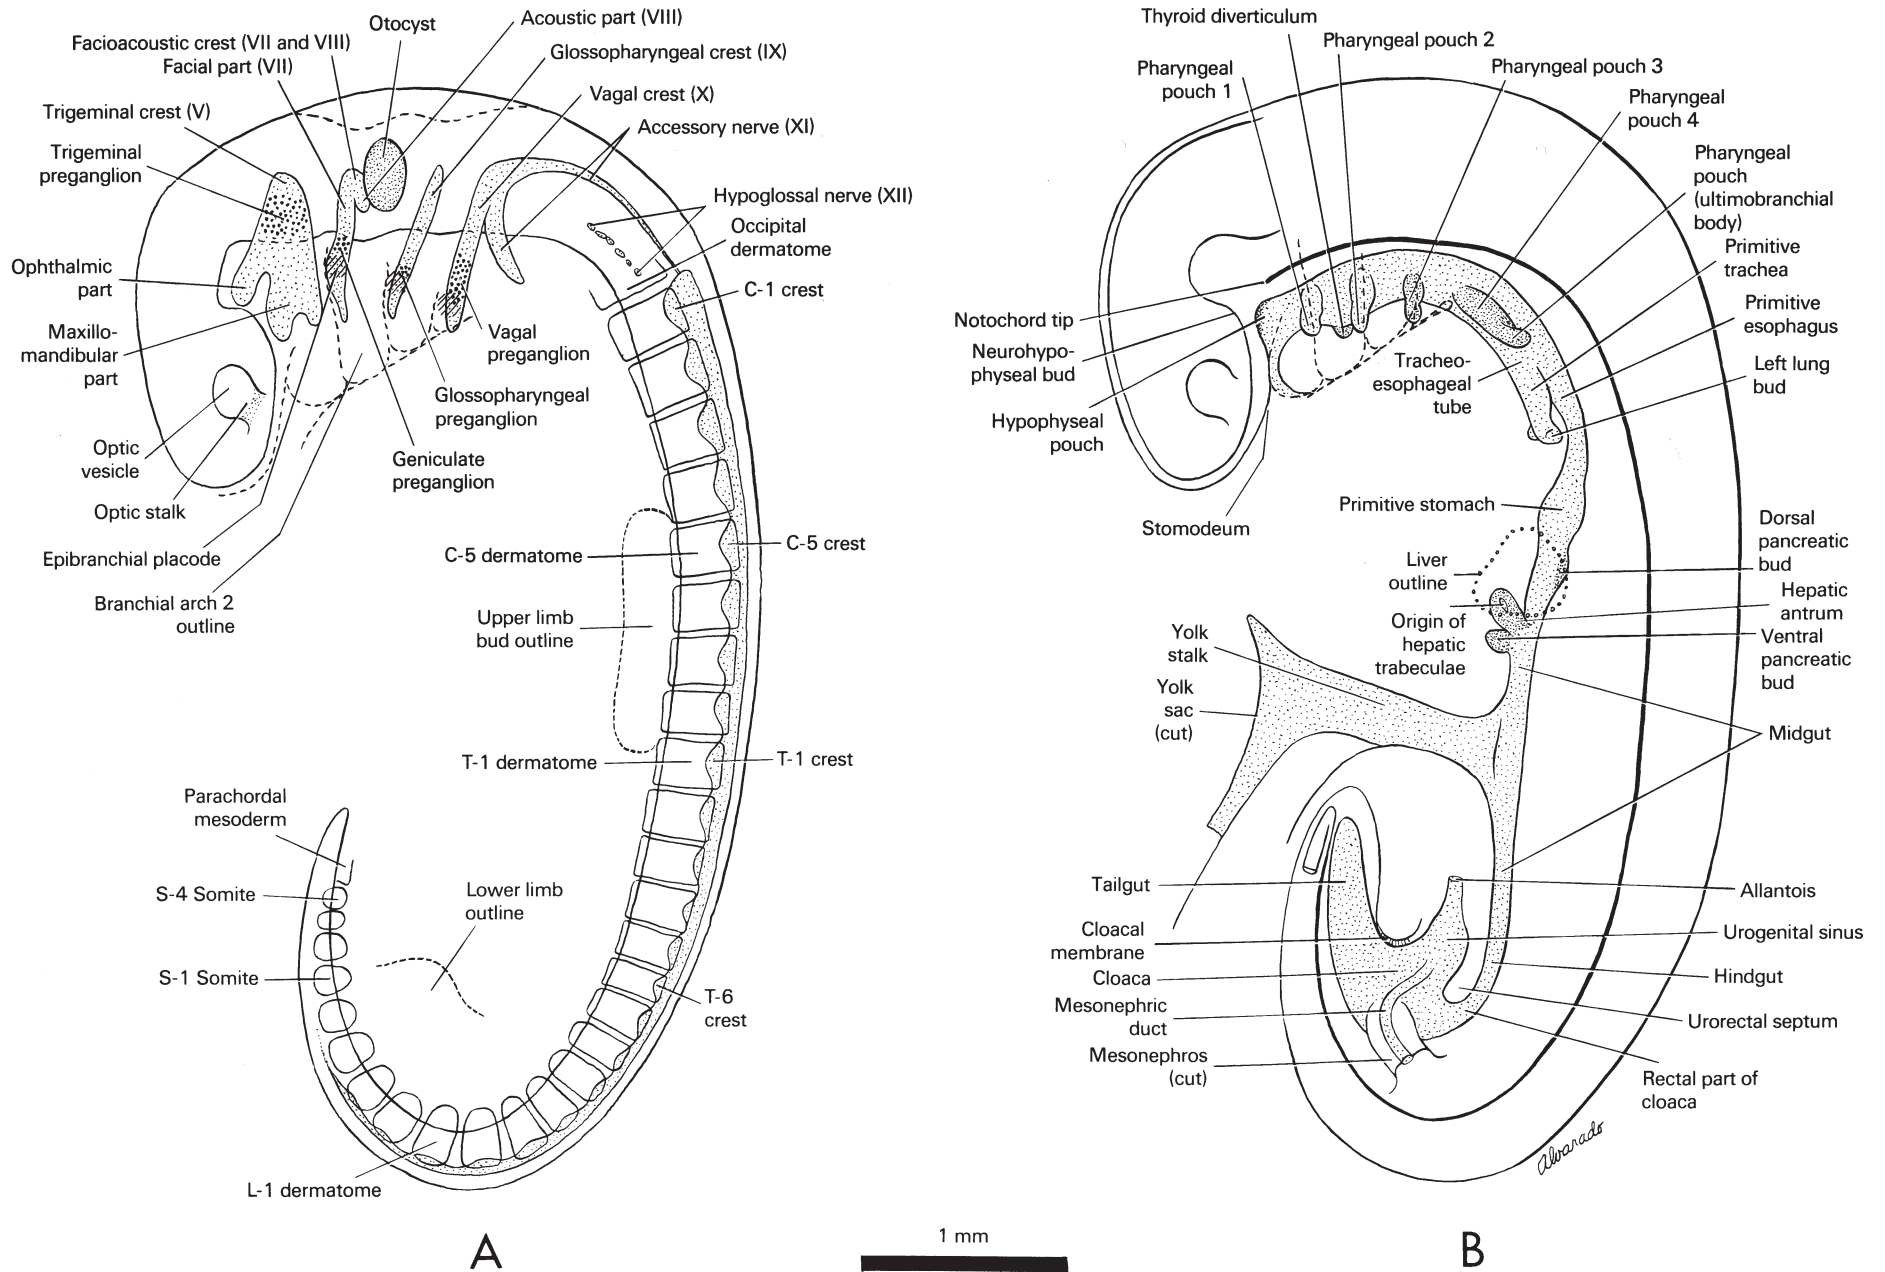 Otocyst
Acoustic part (VIII)
Facioacoustic crest (VII and VIII)
Facial part (VII)
Glossopharyngeal crest (IX)
Trigeminal crest (V)
Vagal crest (X)
Accessory nerve (XI)
Trigeminal
preganglion
Hypoglossal nerve (XII)
Occipital
dermatome
Ophthalmic
part
C-1 crest
Maxillo-
mandibular
part
Vagal
preganglion
Glossopharyngeal
preganglion
Optic
vesicle
Geniculate
preganglion
Optic stalk
Epibranchial placode
C-5 dermatome
C-5 crest
Branchial arch 2
outline
Upper limb
bud outline
T-1 dermatome
T-1 crest
Parachordal
mesoderm
S-4 Somite
Lower limb
outline
S-1 Somite
T-6
crest
L-1 dermatome
A
1 mm
Thyroid diverticulum
Pharyngeal pouch 2
Pharyngeal
pouch 1
Pharyngeal pouch 3
Pharyngeal
pouch 4
Pharyngeal
pouch
(ultimobranchial
body)
Primitive
trachea
Primitive
esophagus
Notochord tip
Neurohypo-
physeal bud
Tracheo-
esophageal
tube
Left lung
bud
Hypophyseal
pouch
Stomodeum
Primitive stomach
Dorsal
pancreatic
bud
Liver
outline
Hepatic
antrum
Origin of
hepatic
trabeculae
Ventral
pancreatic
bud
Yolk
stalk
Yolk
sac
(cut)
Midgut
Tailgut
Allantois
Cloacal
membrane
Urogenital sinus
Cloaca
Hindgut
Mesonephric
duct
Urorectal septum
Mesonephros
(cut)
Rectal part of
cloaca
Alvarado
B